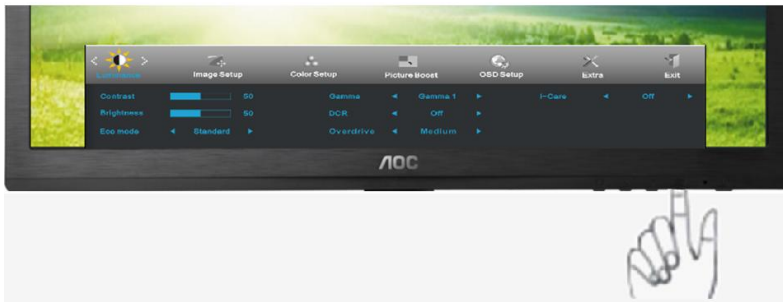 Luminance Image Setup Color Setup Picture Boost OSD Setup Extra Exit
Contrast 50 Gamma Gamma 1 i-Care Off
Brightness 50 DCR Off
Eco mode Standard Overdrive Medium
AOC